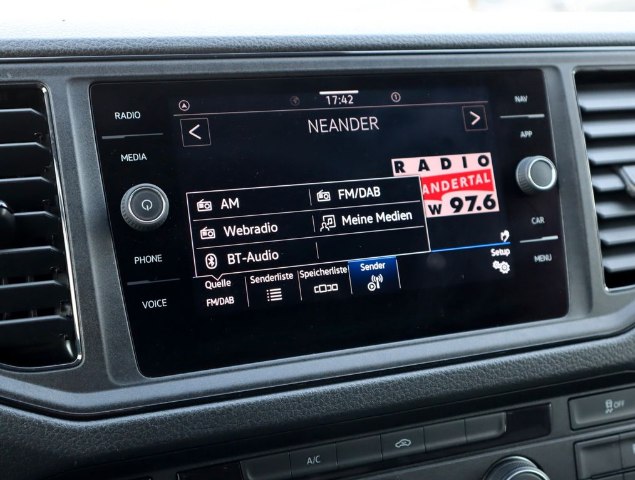 RADIO
MEDIA
PHONE
VOICE
17:42
NEANDER
<
>
RADIO
ANDERTAL
W 97.6
AM
FM/DAB
Webradio
Meine Medien
BT-Audio
Quelle
FM/DAB
Senderliste
Speicherliste
Sender
Setup
NAV
APP
CAR
MENU
A/C
OFF